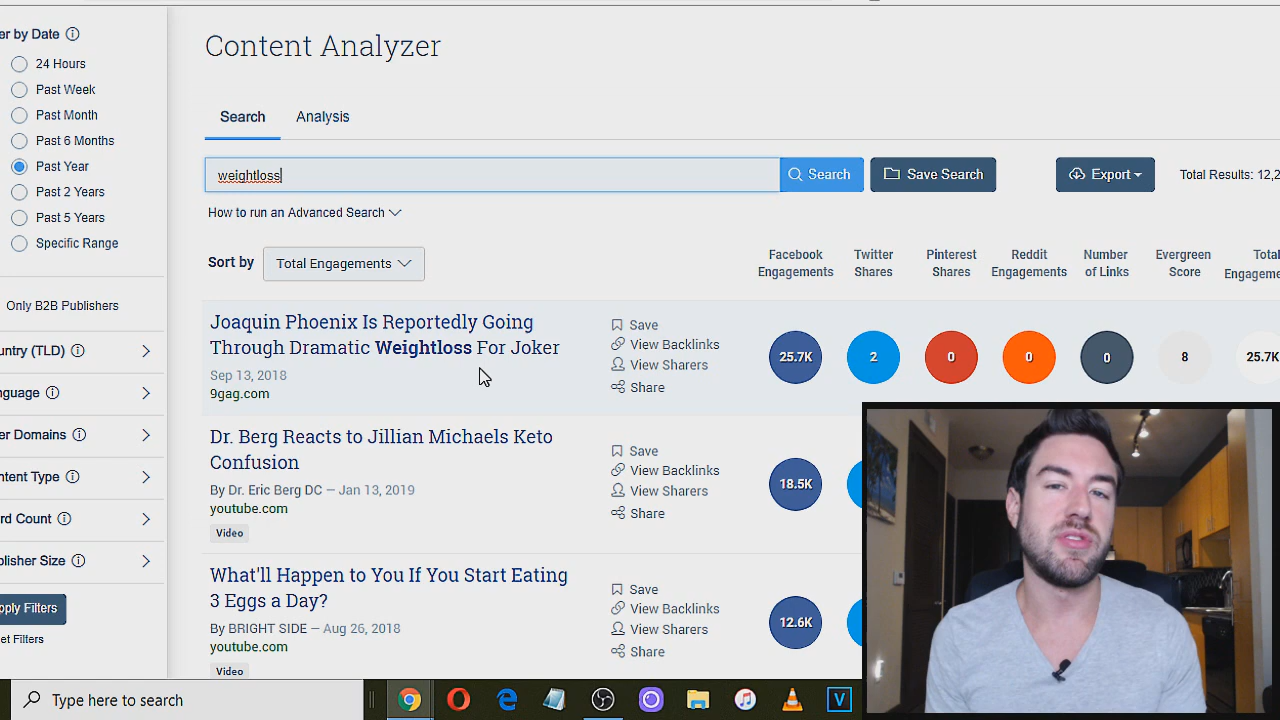 er by Date
24 Hours
Past Week
Past Month
Past 6 Months
Past Year
Past 2 Years
Past 5 Years
Specific Range
Only B2B Publishers
untry (TLD)
nguage
er Domains
ntent Type
rd Count
blisher Size
pply Filters
et Filters
Content Analyzer
Search Analysis
weightloss Search Save Search Export Total Results: 12,2
How to run an Advanced Search
Sort by Total Engagements
Facebook Engagements
Twitter Shares
Pinterest Shares
Reddit Engagements
Number of Links
Evergreen Score
Total Engageme
Joaquin Phoenix Is Reportedly Going
Through Dramatic Weightloss For Joker
Sep 13, 2018
9gag.com
Save
View Backlinks
View Sharers
Share
25.7K 2 0 0 0 8 25.7K
Dr. Berg Reacts to Jillian Michaels Keto
Confusion
By Dr. Eric Berg DC — Jan 13, 2019
youtube.com
Video
Save
View Backlinks
View Sharers
Share
18.5K
What'll Happen to You If You Start Eating
3 Eggs a Day?
By BRIGHT SIDE — Aug 26, 2018
youtube.com
Video
Save
View Backlinks
View Sharers
Share
12.6K
Type here to search
V